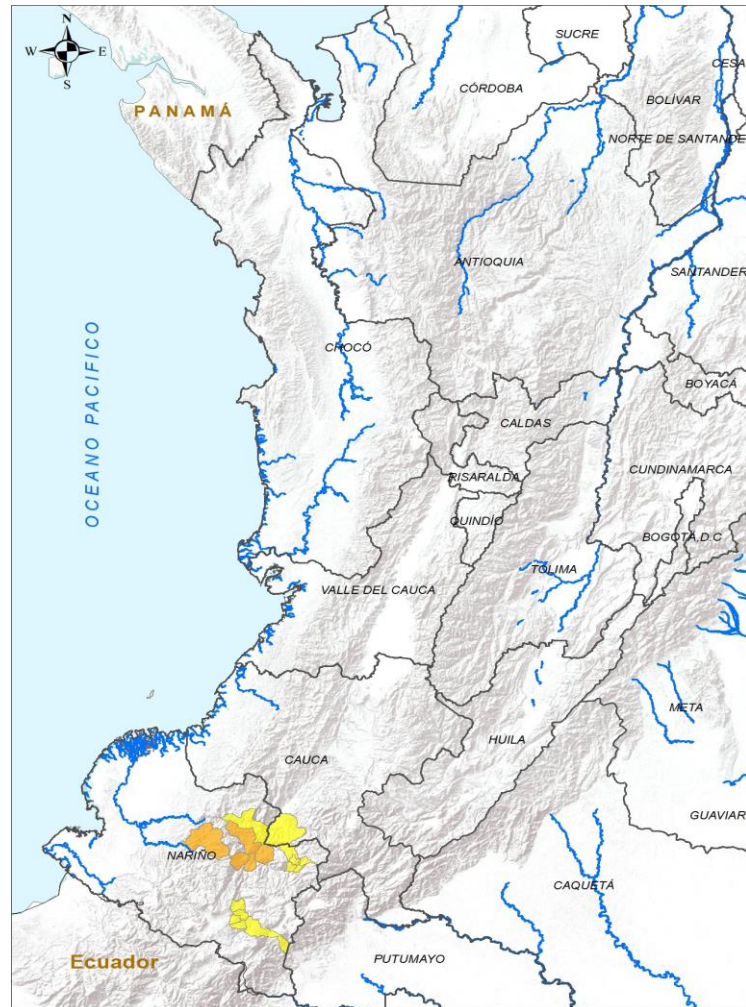 N
W E
S
SUCRE
CESA
CÓRDOBA
BOLÍVAR
PANAMÁ
NORTE DE SANTANDE
ANTIOQUIA
SANTANDER
OCEANO PACIFICO
CHOCÓ
BOYACÁ
CALDAS
CUNDINAMARCA
RISARALDA
QUINDÍO
BOGOTÁ, D.C
TOLIMA
VALLE DEL CAUCA
META
HUILA
CAUCA
GUAVIAR
NARIÑO
CAQUETÁ
Ecuador
PUTUMAYO